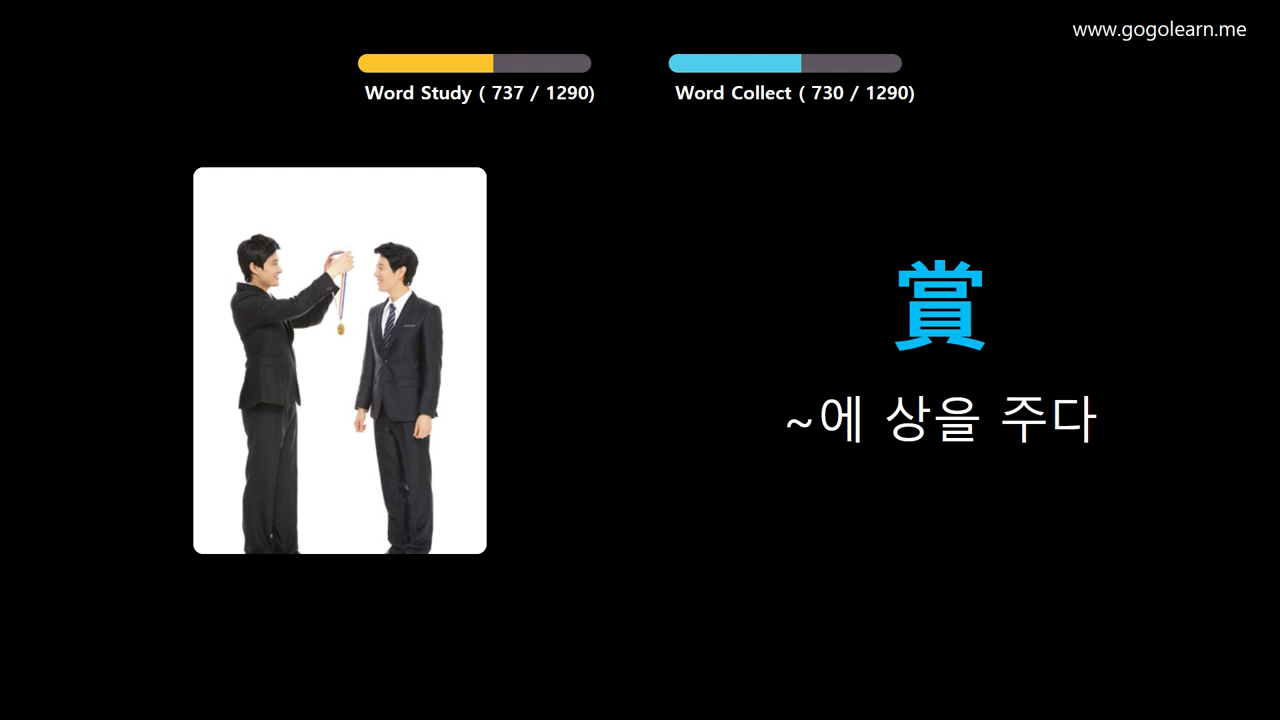 www.gogolearn.me
Word Study ( 737 / 1290)
Word Collect ( 730 / 1290)
賞
~에 상을 주다